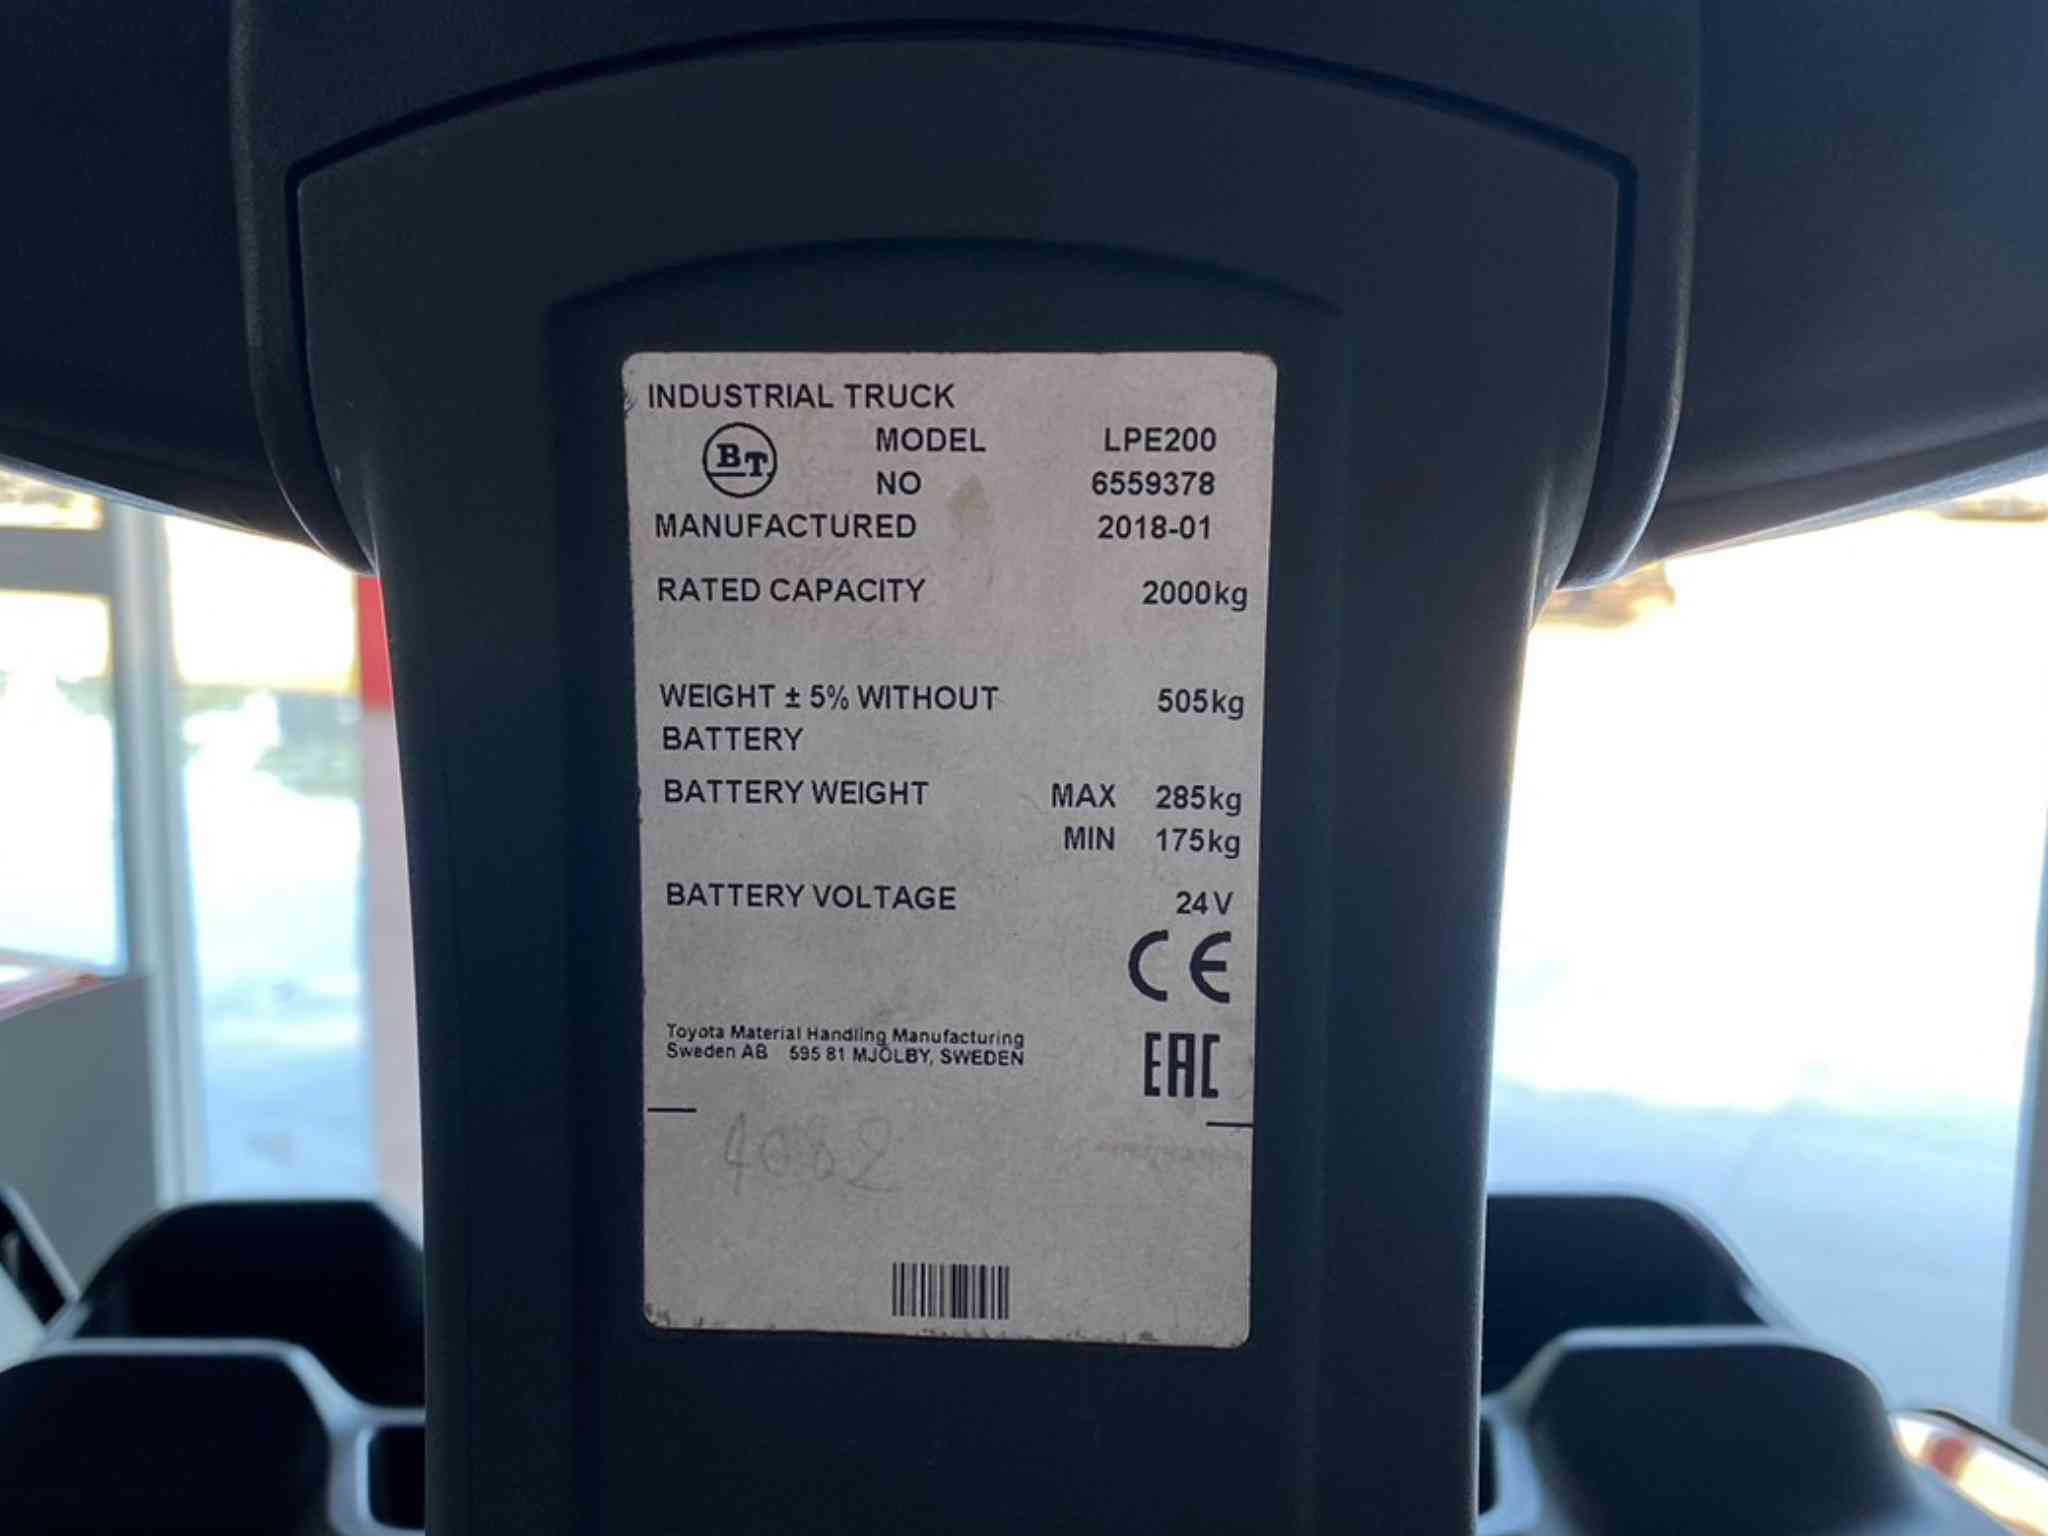 INDUSTRIAL TRUCK
BT MODEL LPE200
NO 6559378
MANUFACTURED 2018-01
RATED CAPACITY 2000kg
WEIGHT ± 5% WITHOUT 505kg
BATTERY
BATTERY WEIGHT MAX 285kg
MIN 175kg
BATTERY VOLTAGE 24V
CE
Toyota Material Handling Manufacturing
Sweden AB 595 81 MJÖLBY, SWEDEN
EAC